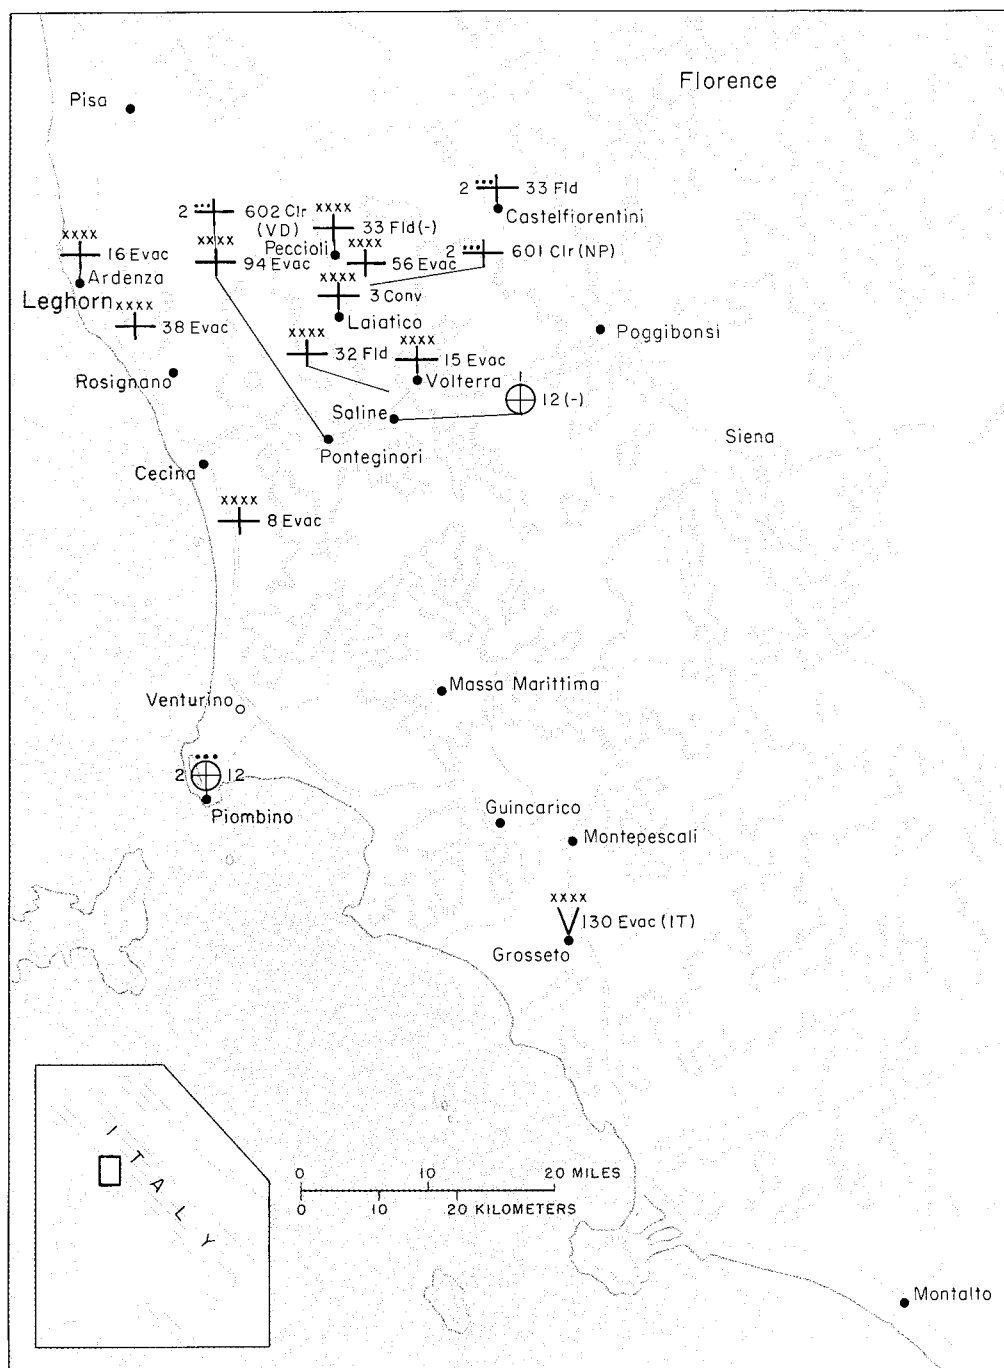 Florence
Pisa
2 ••• 33 Fld
Castelfiorentini
2 ••• 602 Clr
(VD)
XXXX
33 Fld (-)
Peccioli
XXXX
16 Evac
Ardenza
Leghorn
XXXX
94 Evac
XXXX
56 Evac
2 ••• 601 Clr (NP)
XXXX
3 Conv
Laiatico
XXXX
38 Evac
Poggibonsi
XXXX
32 Fld
XXXX
15 Evac
Volterra
Rosignano
I
12 (-)
Saline
Ponteginori
Siena
Cecina
XXXX
8 Evac
Massa Marittima
Venturino
•••
2 12
Piombino
Guincarico
Montepescali
XXXX
130 Evac (IT)
Grosseto
ITALY
0 10 20 MILES
0 10 20 KILOMETERS
Montalto